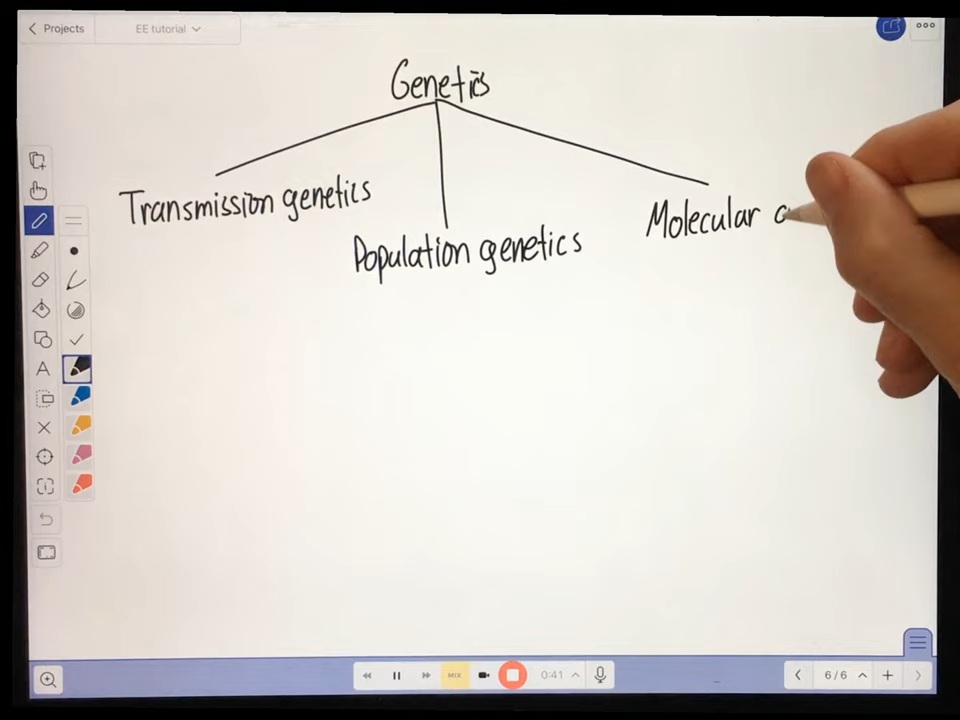 Projects
EE tutorial
Genetics
Transmission genetics
Population genetics
Molecular
A
MIX
0:41
6/6